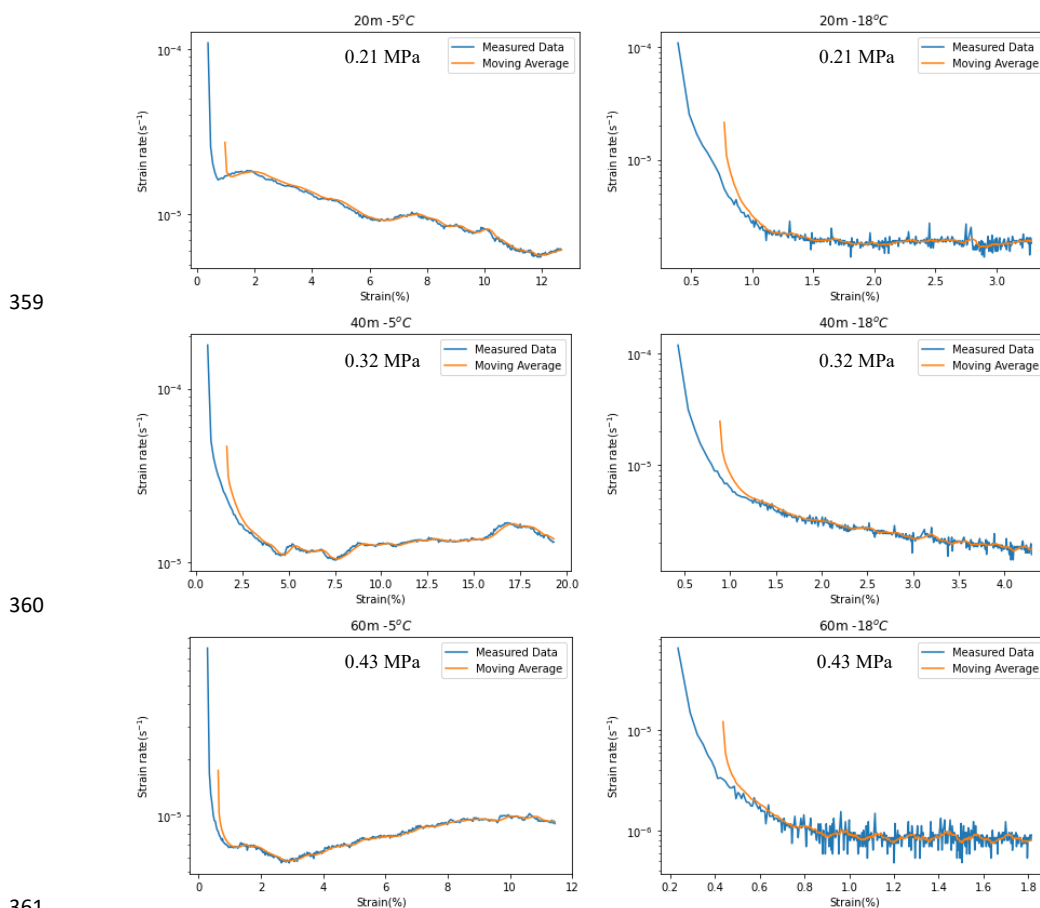 20m -5°C
0.21 MPa
Measured Data
Moving Average
10⁻⁴
10⁻⁵
Strain rate(s⁻¹)
0 2 4 6 8 10 12
Strain(%)
20m -18°C
0.21 MPa
Measured Data
Moving Average
10⁻⁴
10⁻⁵
Strain rate(s⁻¹)
0.5 1.0 1.5 2.0 2.5 3.0
Strain(%)
359
40m -5°C
0.32 MPa
Measured Data
Moving Average
10⁻⁴
10⁻⁵
Strain rate(s⁻¹)
0.0 2.5 5.0 7.5 10.0 12.5 15.0 17.5 20.0
Strain(%)
40m -18°C
0.32 MPa
Measured Data
Moving Average
10⁻⁴
10⁻⁵
Strain rate(s⁻¹)
0.5 1.0 1.5 2.0 2.5 3.0 3.5 4.0
Strain(%)
360
60m -5°C
0.43 MPa
Measured Data
Moving Average
10⁻⁵
Strain rate(s⁻¹)
0 2 4 6 8 10 12
Strain(%)
60m -18°C
0.43 MPa
Measured Data
Moving Average
10⁻⁵
10⁻⁶
Strain rate(s⁻¹)
0.2 0.4 0.6 0.8 1.0 1.2 1.4 1.6 1.8
Strain(%)
361